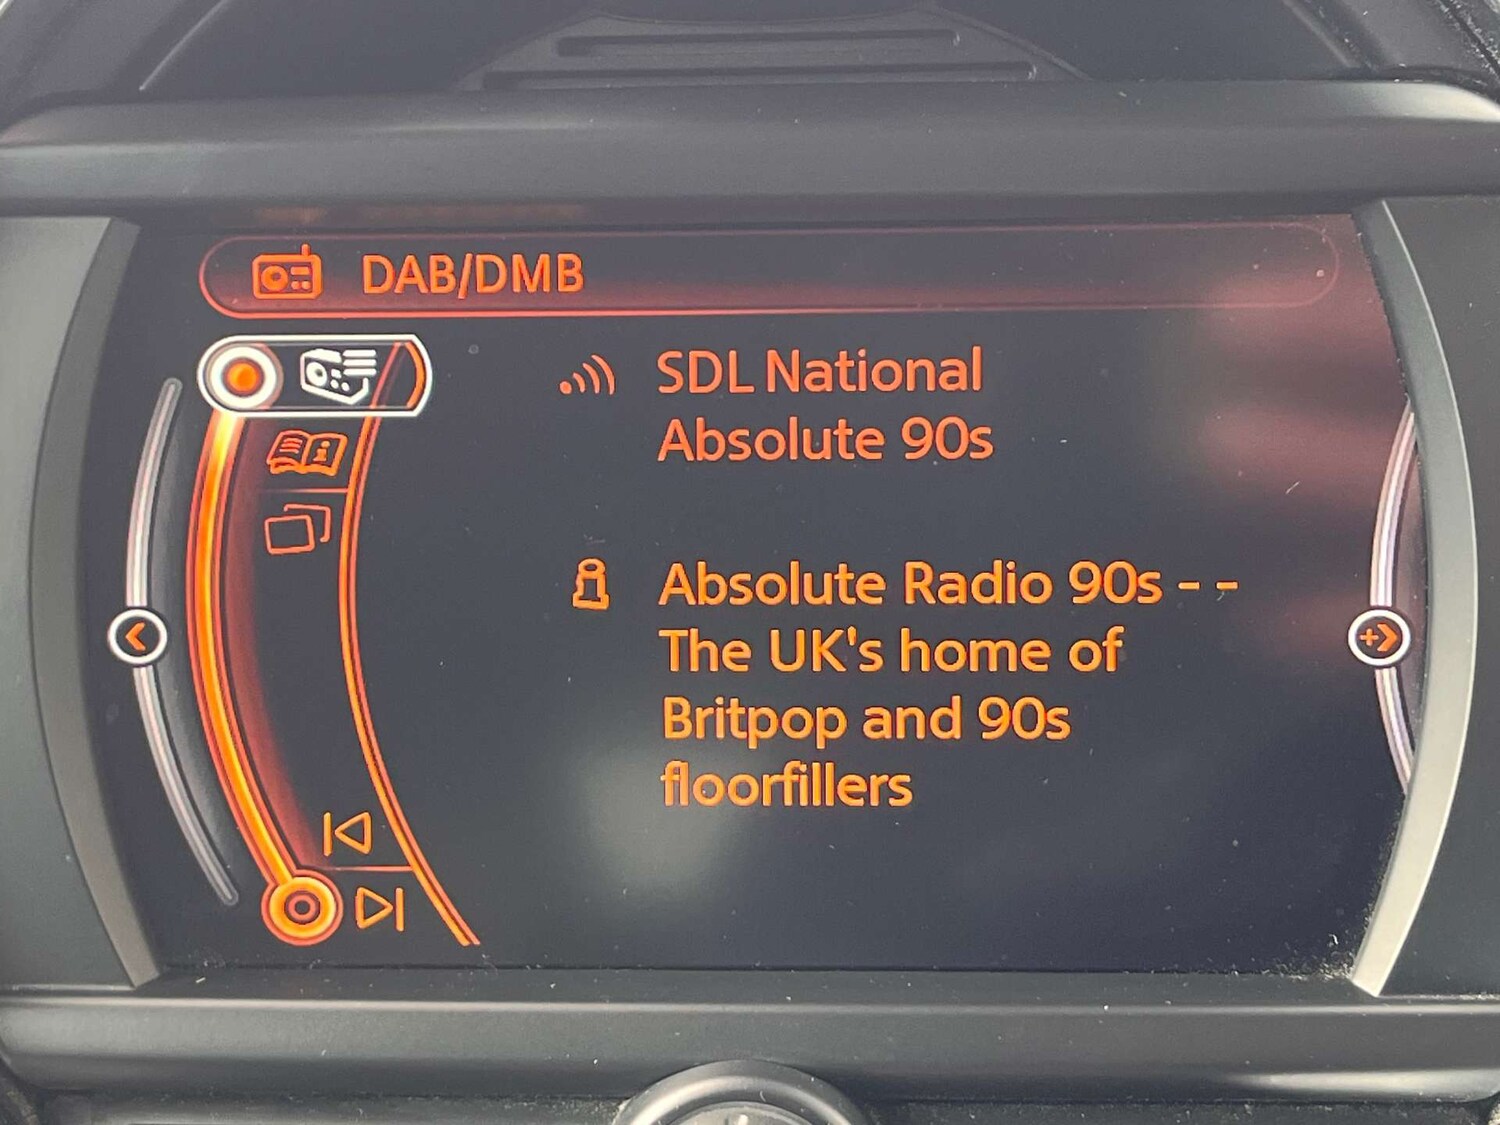 DAB/DMB
SDL National
Absolute 90s
Absolute Radio 90s - -
The UK's home of
Britpop and 90s
floorfillers